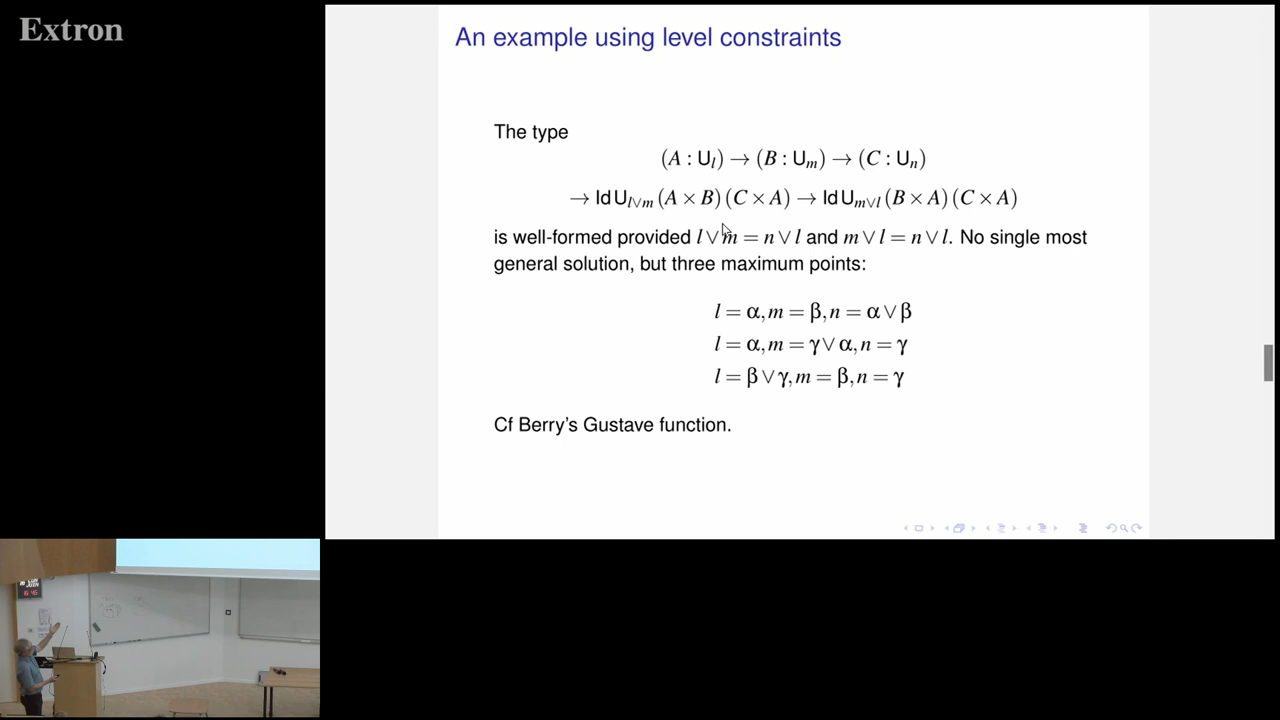 Extron
An example using level constraints
The type
(A : U_l) → (B : U_m) → (C : U_n)
→ Id U_{l∨m} (A × B) (C × A) → Id U_{m∨l} (B × A) (C × A)
is well-formed provided l ∨ m = n ∨ l and m ∨ l = n ∨ l. No single most
general solution, but three maximum points:
l = α, m = β, n = α ∨ β
l = α, m = γ ∨ α, n = γ
l = β ∨ γ, m = β, n = γ
Cf Berry's Gustave function.